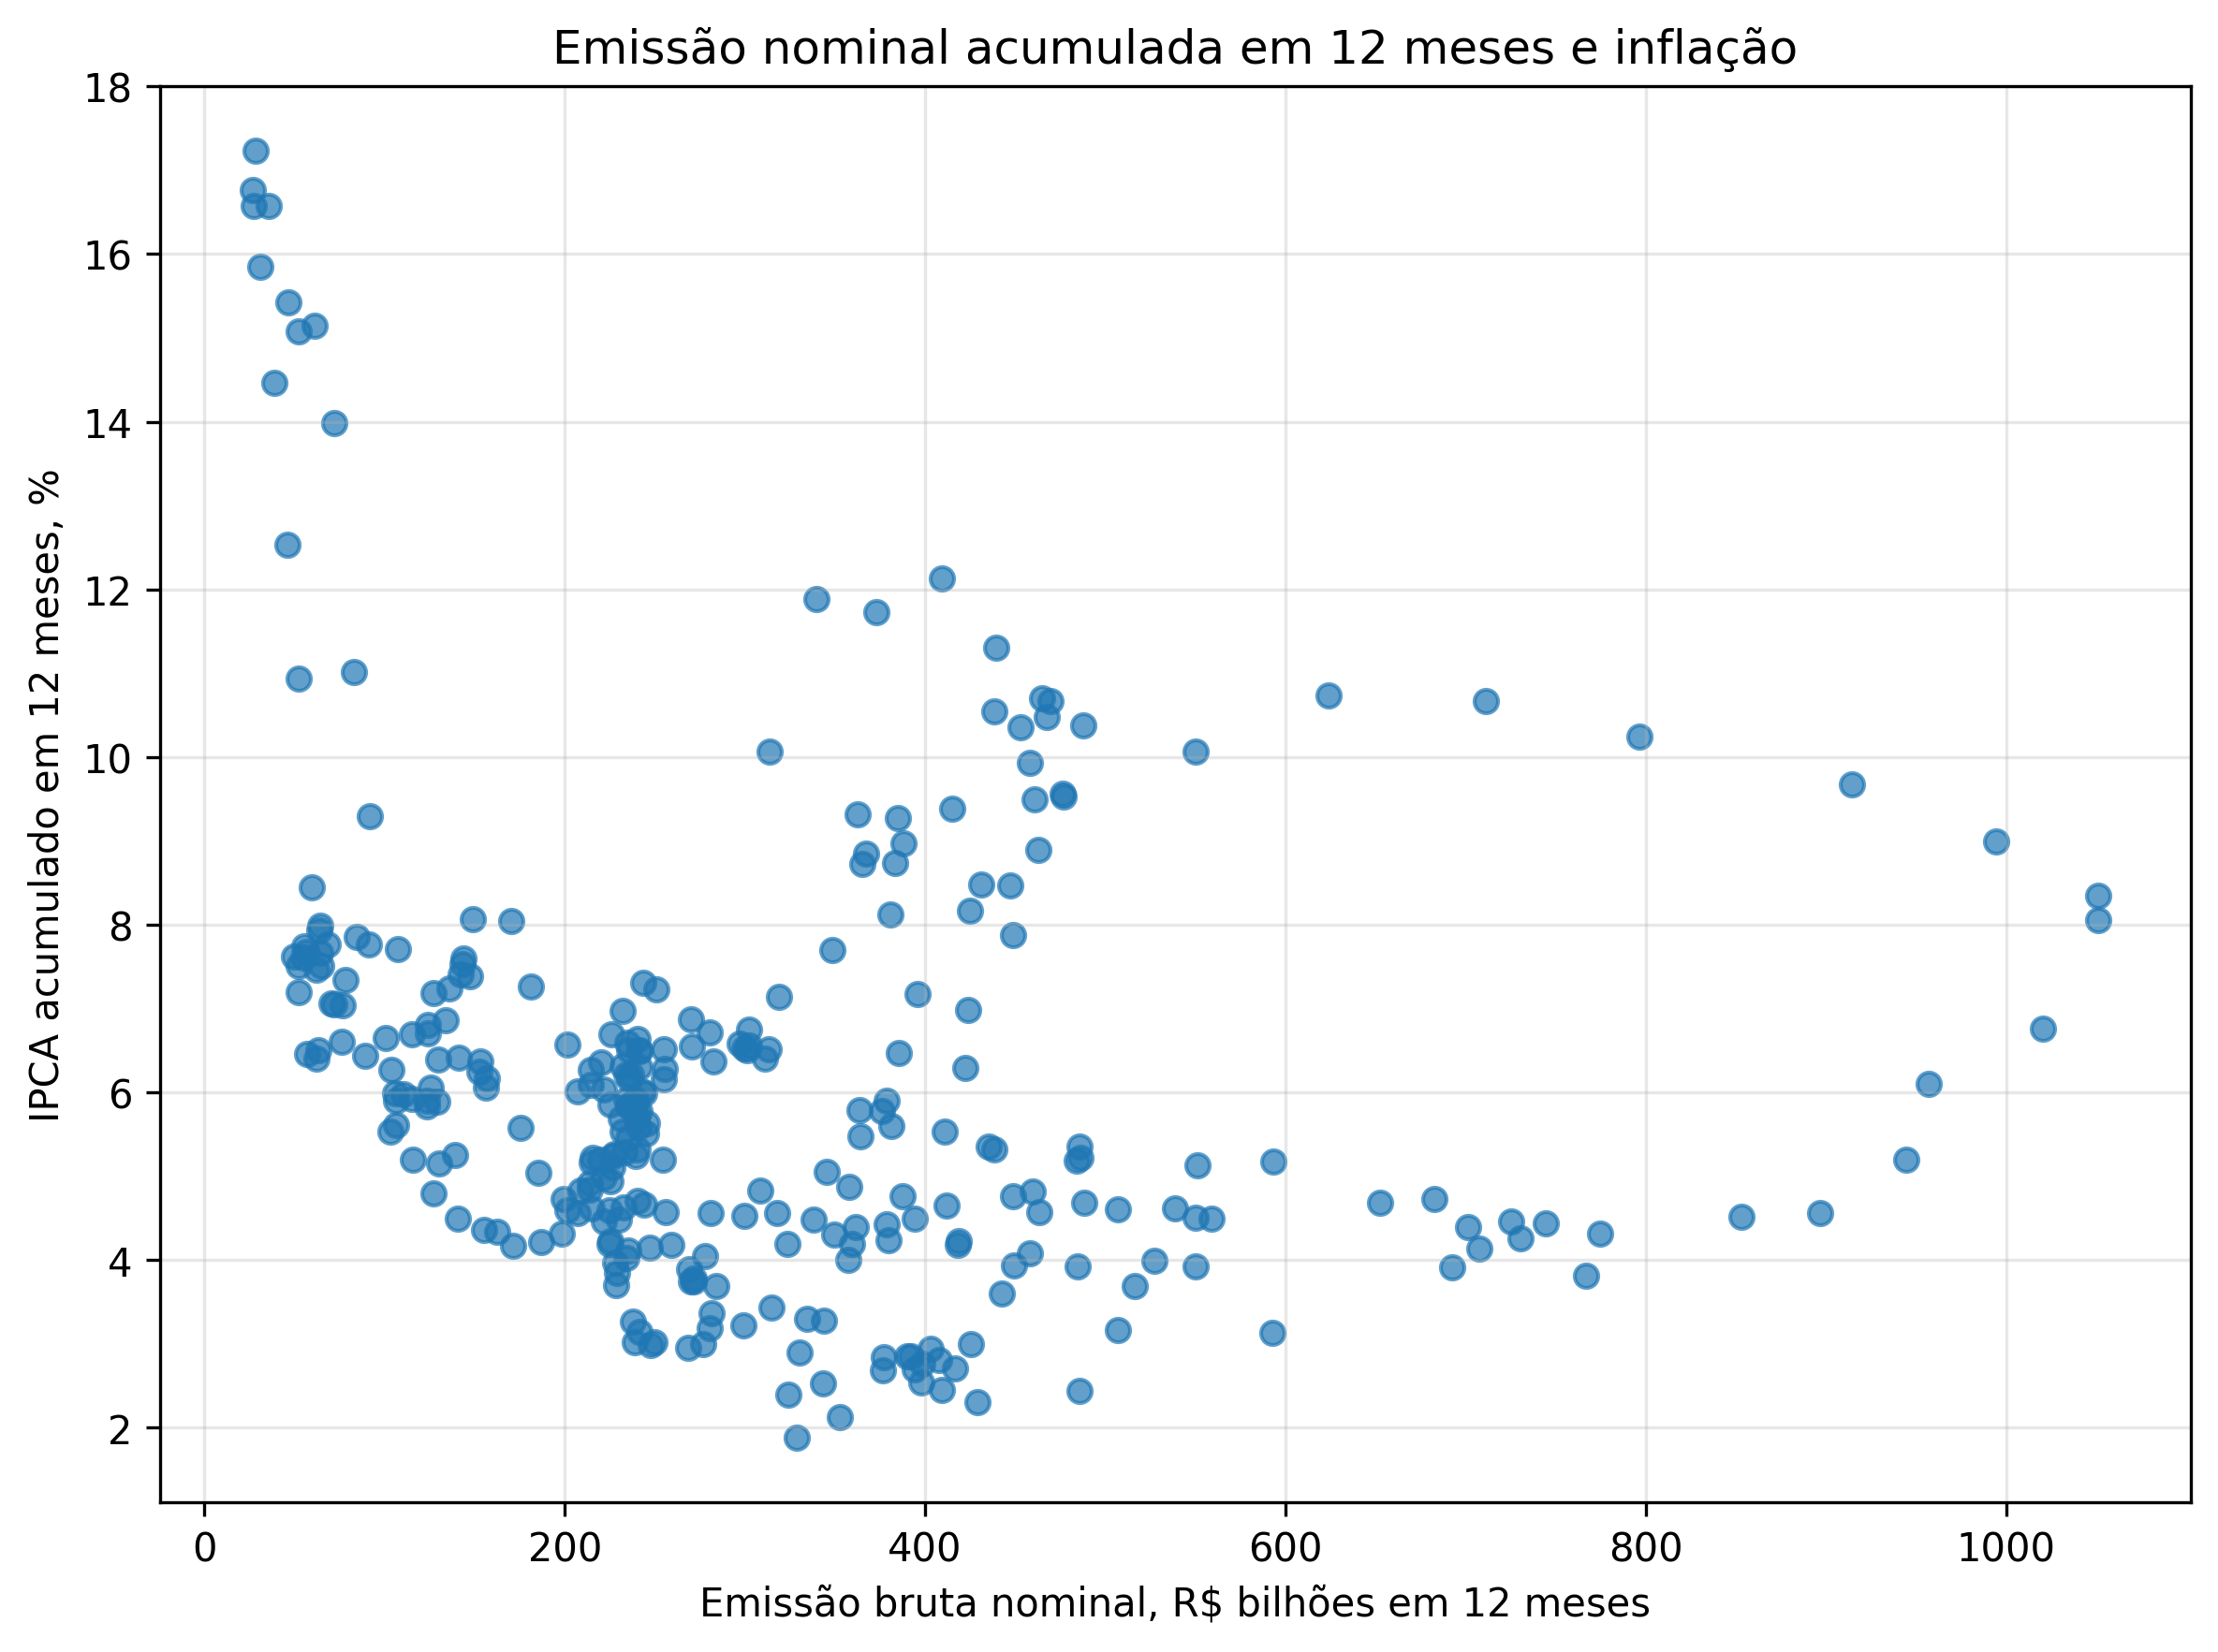 Emissão nominal acumulada em 12 meses e inflação
18
16
14
12
10
8
6
4
2
IPCA acumulado em 12 meses, %
0 200 400 600 800 1000
Emissão bruta nominal, R$ bilhões em 12 meses